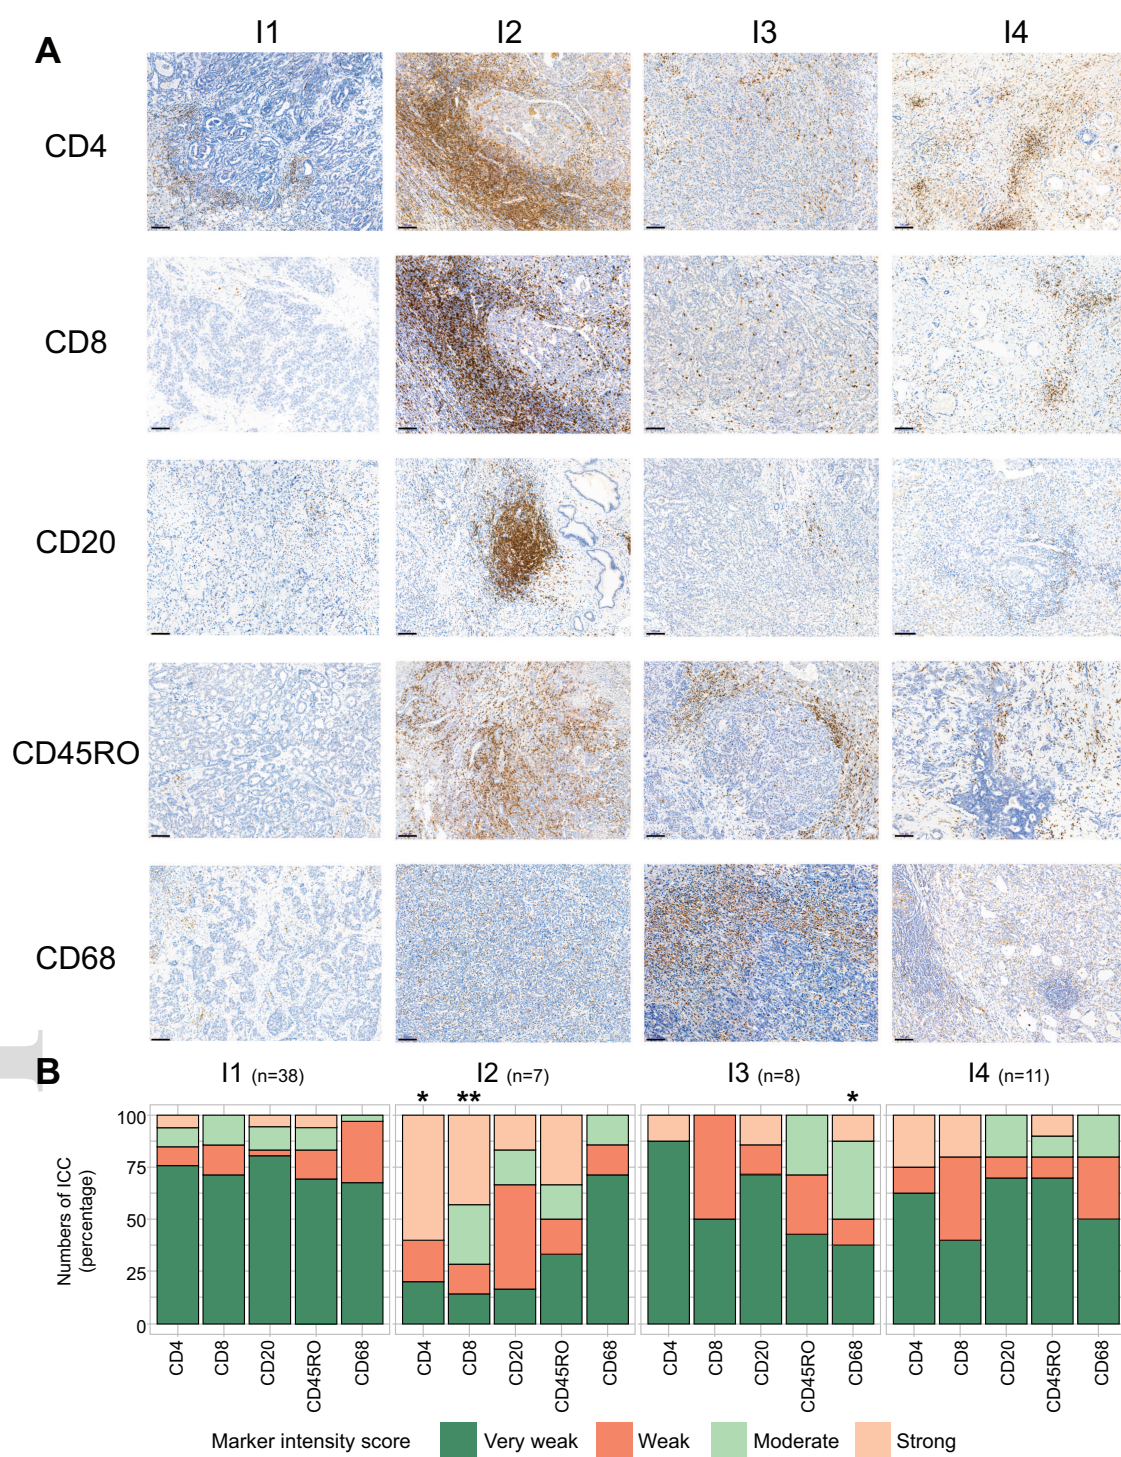 A
I1 I2 I3 I4
CD4
CD8
CD20
CD45RO
CD68
B
I1 (n=38) I2 (n=7) I3 (n=8) I4 (n=11)
* ** *
Numbers of ICC
(percentage)
100
75
50
25
0
CD4 CD8 CD20 CD45RO CD68 CD4 CD8 CD20 CD45RO CD68 CD4 CD8 CD20 CD45RO CD68 CD4 CD8 CD20 CD45RO CD68
Marker intensity score Very weak Weak Moderate Strong